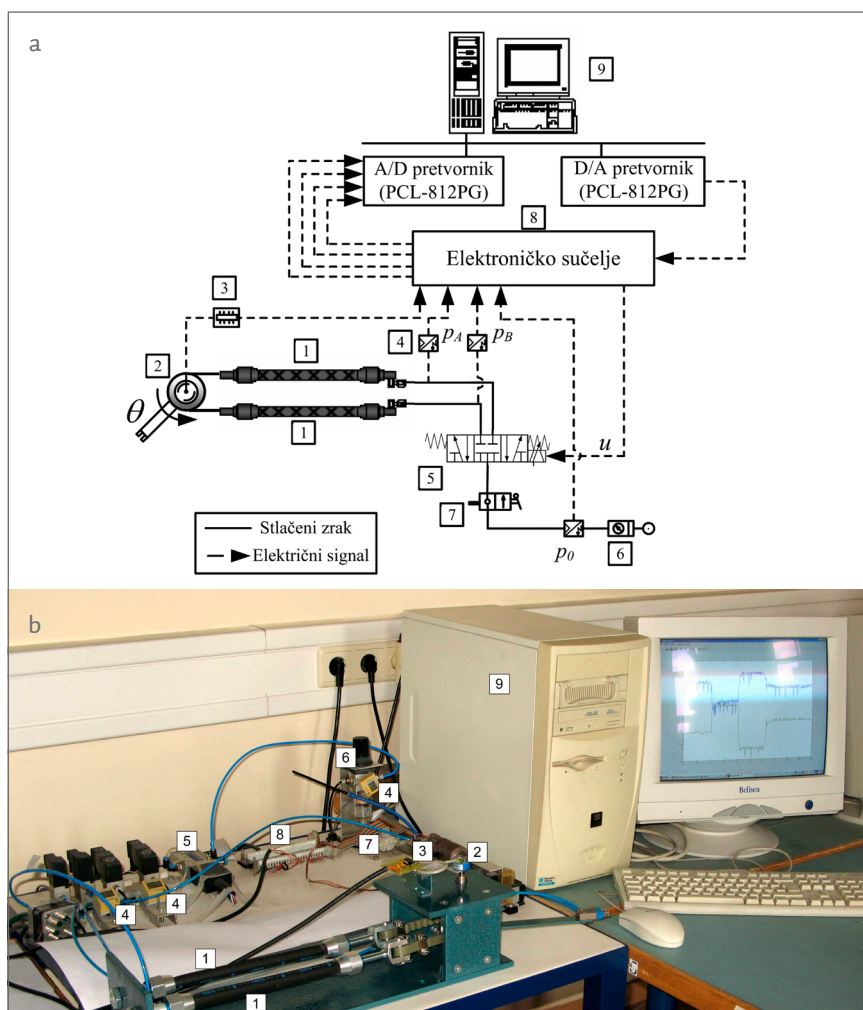 a
9
A/D pretvornik
(PCL-812PG)
D/A pretvornik
(PCL-812PG)
8
Elektroničko sučelje
3
4
pA
pB
2
1
θ
1
u
5
7
Stlačeni zrak
Električni signal
p0
6
b
9
6
4
5
8
7
3
2
4
4
1
1
Belinea